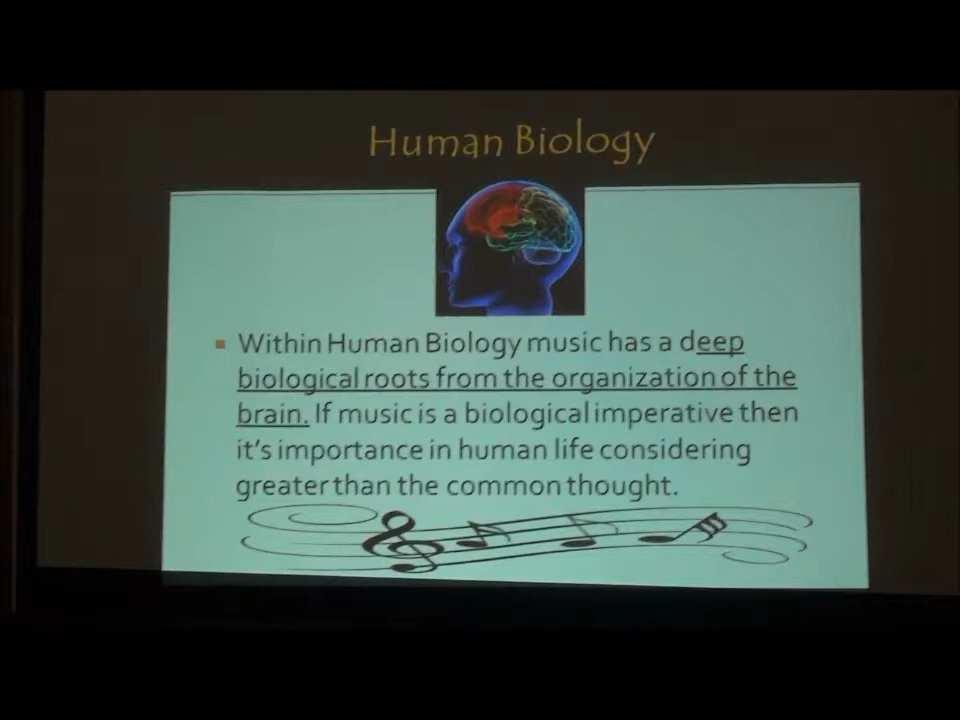 Human Biology
Within Human Biology music has a deep
biological roots from the organization of the
brain. If music is a biological imperative then
it's importance in human life considering
greater than the common thought.